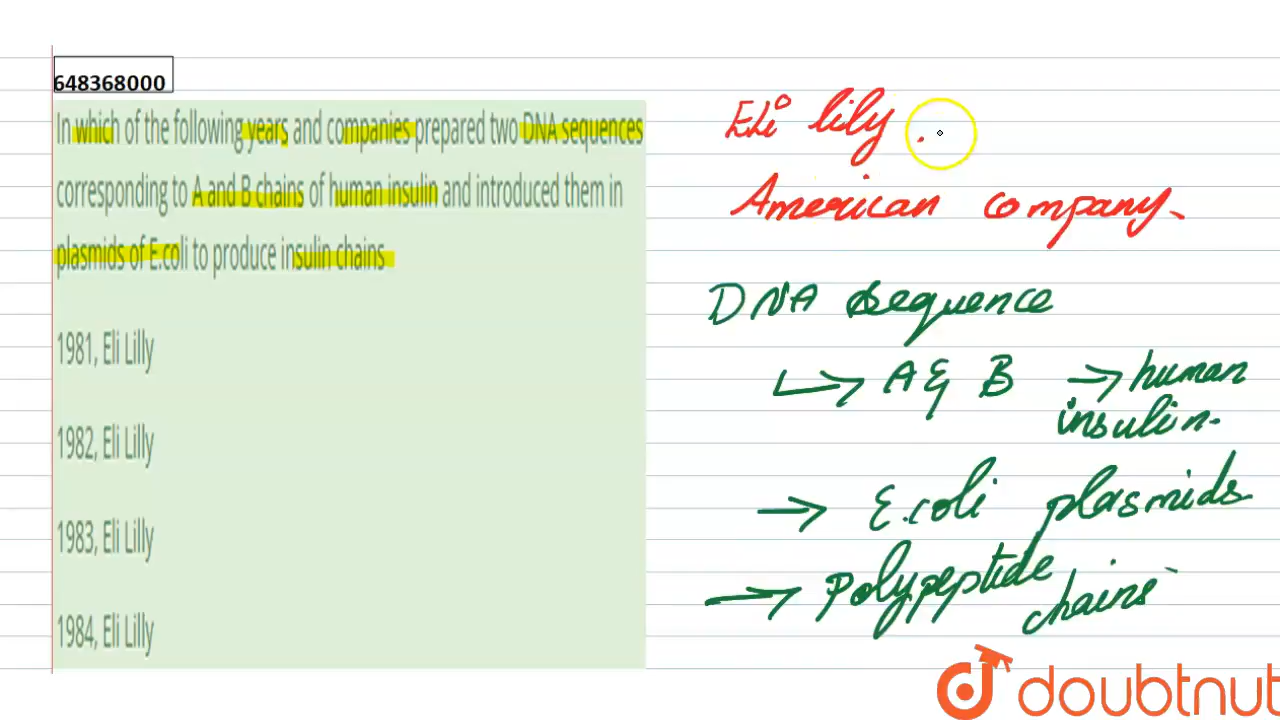 648368000
In which of the following years and companies prepared two DNA sequences
corresponding to A and B chains of human insulin and introduced them in
plasmids of E.coli to produce insulin chains
1981, Eli Lilly
1982, Eli Lilly
1983, Eli Lilly
1984, Eli Lilly
Eli lily .
American company.
DNA sequence
↳ A & B → human
insulin.
→ E.coli plasmids
→ Polypeptide
chains
doubtnut